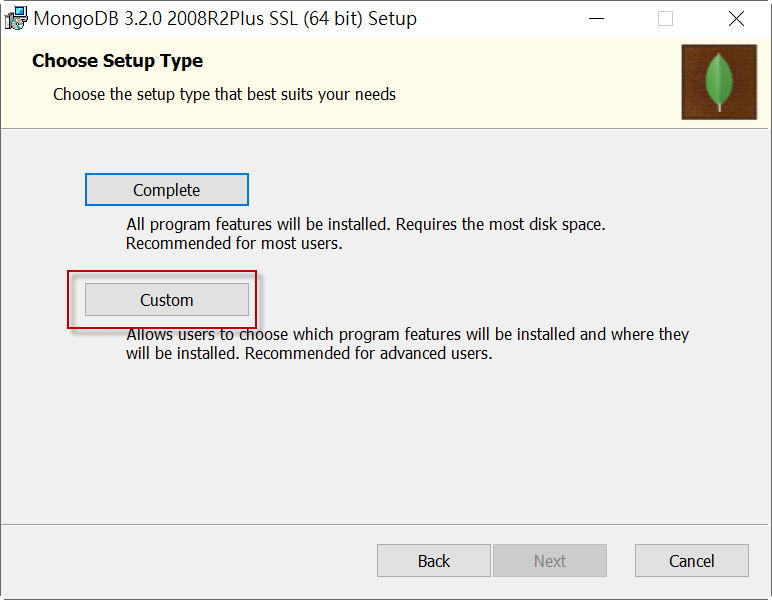 MongoDB 3.2.0 2008R2Plus SSL (64 bit) Setup
Choose Setup Type
Choose the setup type that best suits your needs
Complete
All program features will be installed. Requires the most disk space.
Recommended for most users.
Custom
Allows users to choose which program features will be installed and where they
will be installed. Recommended for advanced users.
Back
Next
Cancel